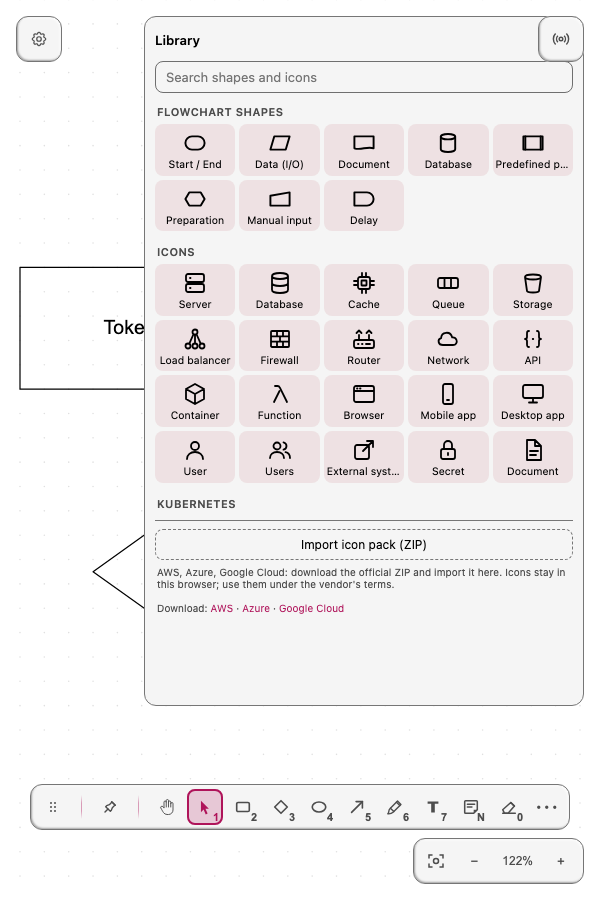 Library
Search shapes and icons
FLOWCHART SHAPES
Start / End
Data (I/O)
Document
Database
Predefined p...
Preparation
Manual input
Delay
ICONS
Server
Database
Cache
Queue
Storage
Load balancer
Firewall
Router
Network
API
Container
Function
Browser
Mobile app
Desktop app
User
Users
External syst...
Secret
Document
KUBERNETES
Import icon pack (ZIP)
AWS, Azure, Google Cloud: download the official ZIP and import it here. Icons stay in
this browser; use them under the vendor's terms.
Download: AWS · Azure · Google Cloud
Toke
1
2
3
4
5
6
T 7
N
0
− 122% +